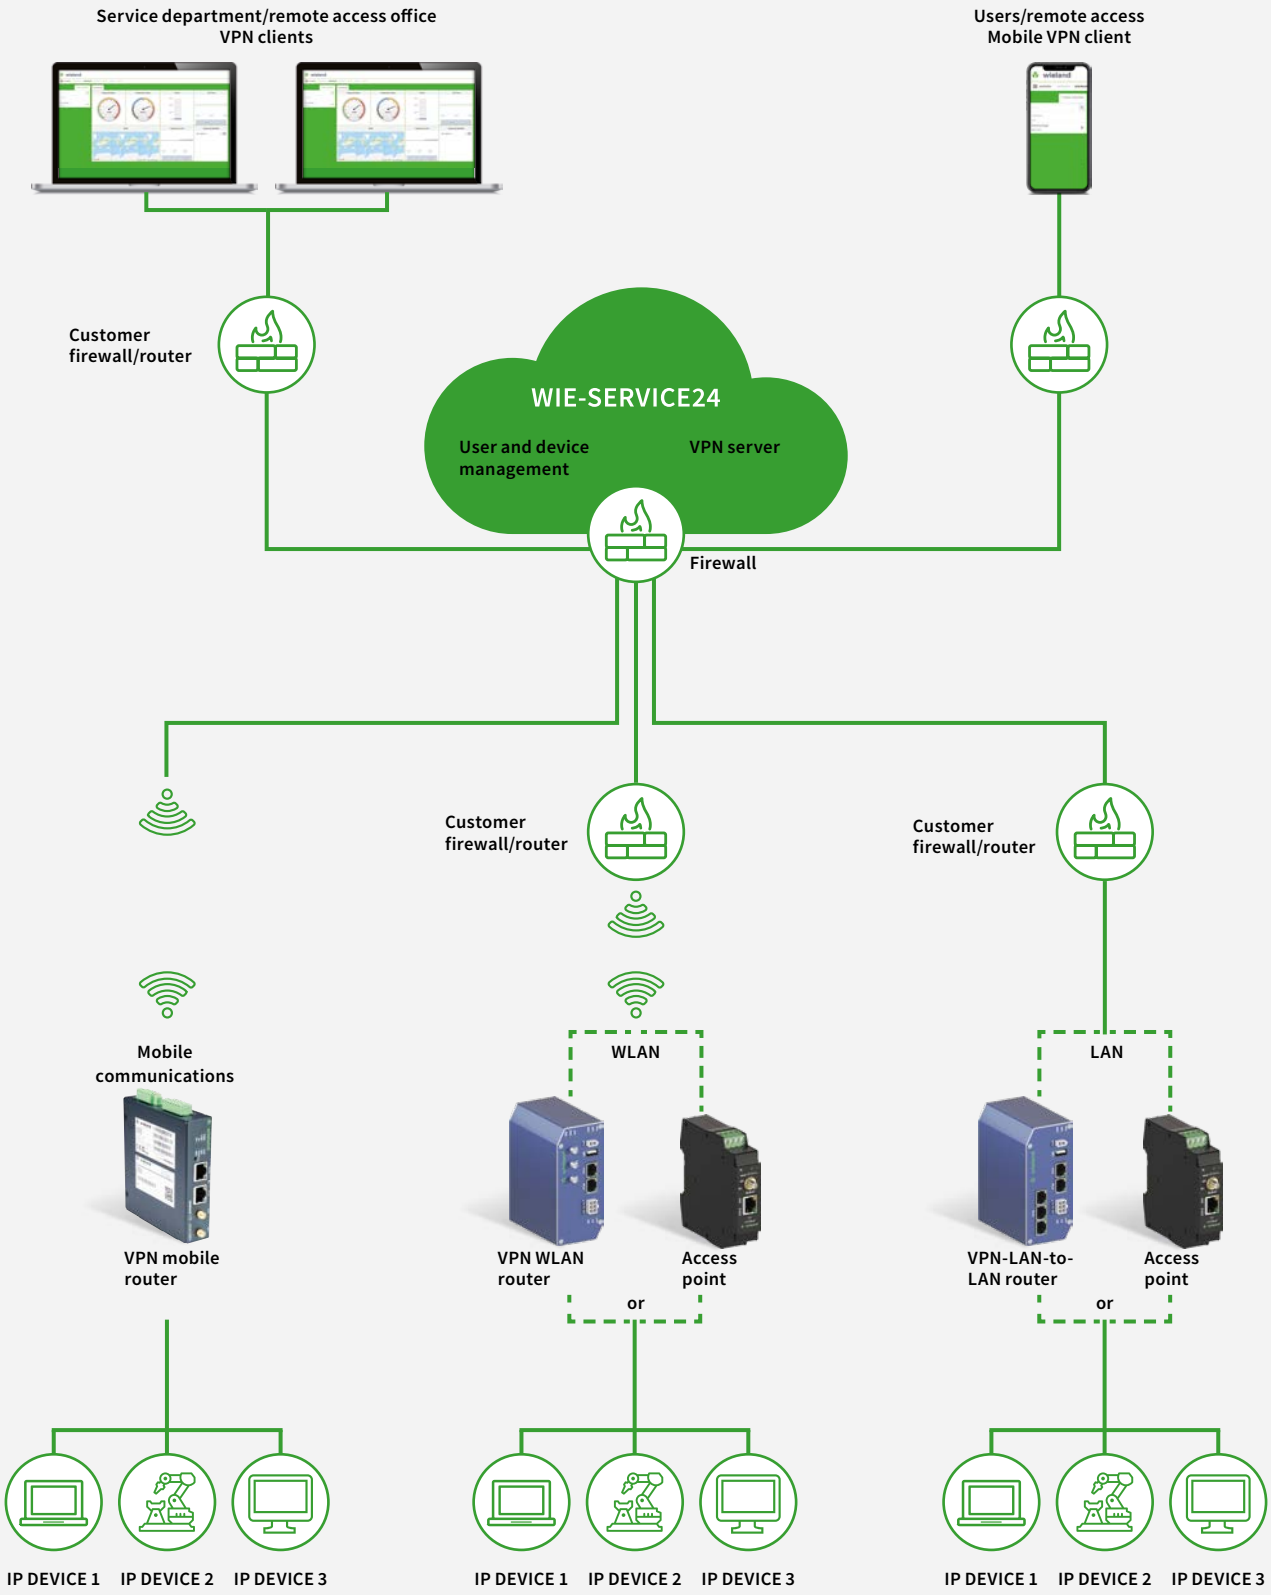 Service department/remote access office
VPN clients
Users/remote access
Mobile VPN client
wieland
wieland
wieland
Customer
firewall/router
WIE-SERVICE24
User and device
management
VPN server
Firewall
Customer
firewall/router
Customer
firewall/router
Mobile
communications
WLAN
LAN
VPN mobile
router
VPN WLAN
router
Access
point
VPN-LAN-to-
LAN router
Access
point
or
or
IP DEVICE 1
IP DEVICE 2
IP DEVICE 3
IP DEVICE 1
IP DEVICE 2
IP DEVICE 3
IP DEVICE 1
IP DEVICE 2
IP DEVICE 3